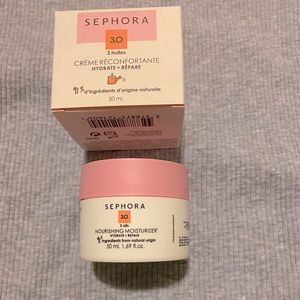 SEPHORA
3.0
3 huiles
CRÈME RÉCONFORTANTE
HYDRATE + RÉPARE
d'ingrédients d'origine naturelle
50 mL.
SEPHORA
3.0
3 oils
NOURISHING MOISTURIZER
HYDRATE + REPAIR
ingredients from natural origin
50 mL. 1.69 fl.oz.